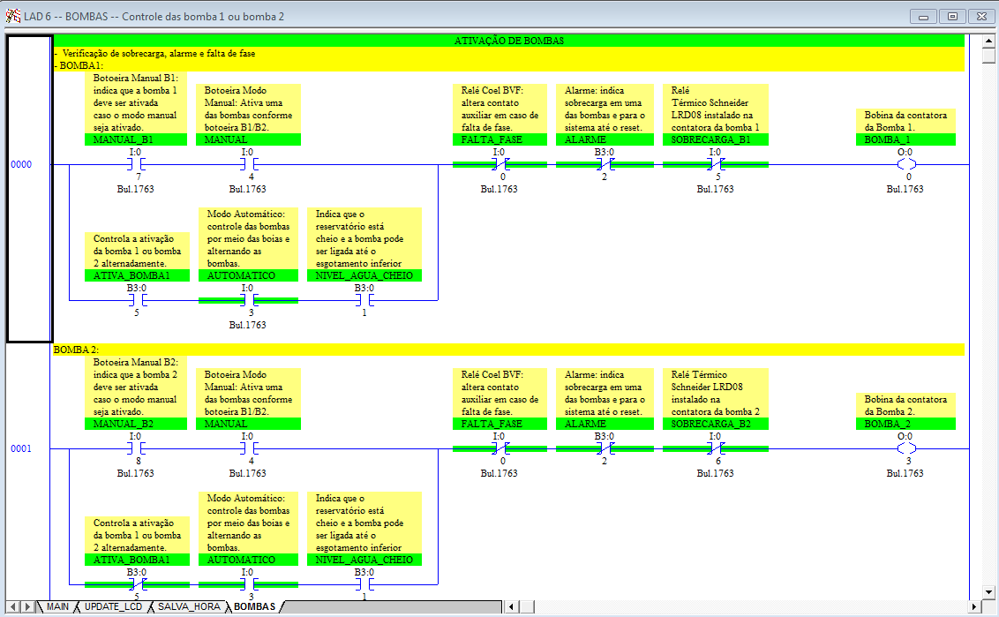 LAD 6 -- BOMBAS -- Controle das bomba 1 ou bomba 2
ATIVAÇÃO DE BOMBAS
- Verificação de sobrecarga, alarme e falta de fase
- BOMBA1:
Botoeira Manual B1:
indica que a bomba 1
deve ser ativada
caso o modo manual
seja ativado.
MANUAL_B1
I:0
7
Bul.1763
Botoeira Modo
Manual: Ativa uma
das bombas conforme
botoeira B1/B2.
MANUAL
I:0
4
Bul.1763
Relé Coel BVF:
altera contato
auxiliar em caso de
falta de fase.
FALTA_FASE
I:0
0
Bul.1763
Alarme: indica
sobrecarga em uma
das bombas e para o
sistema até o reset.
ALARME
B3:0
2
Relé
Térmico Schneider
LRD08 instalado na
contatora da bomba 1
SOBRECARGA_B1
I:0
5
Bul.1763
Bobina da contatora
da Bomba 1.
BOMBA_1
O:0
0
Bul.1763
0000
Controla a ativação
da bomba 1 ou bomba
2 alternadamente.
ATIVA_BOMBA1
B3:0
5
Modo Automático:
controle das bombas
por meio das boias e
alternando as
bombas.
AUTOMATICO
I:0
3
Bul.1763
Indica que o
reservatório está
cheio e a bomba pode
ser ligada até o
esgotamento inferior
NIVEL_AGUA_CHEIO
B3:0
1
BOMBA 2:
Botoeira Manual B2:
indica que a bomba 2
deve ser ativada
caso o modo manual
seja ativado.
MANUAL_B2
I:0
8
Bul.1763
Botoeira Modo
Manual: Ativa uma
das bombas conforme
botoeira B1/B2.
MANUAL
I:0
4
Bul.1763
Relé Coel BVF:
altera contato
auxiliar em caso de
falta de fase.
FALTA_FASE
I:0
0
Bul.1763
Alarme: indica
sobrecarga em uma
das bombas e para o
sistema até o reset.
ALARME
B3:0
2
Relé Térmico
Schneider LRD08
instalado na
contatora da bomba 2
SOBRECARGA_B2
I:0
6
Bul.1763
Bobina da contatora
da Bomba 2.
BOMBA_2
O:0
3
Bul.1763
0001
Controla a ativação
da bomba 1 ou bomba
2 alternadamente.
ATIVA_BOMBA1
B3:0
5
Modo Automático:
controle das bombas
por meio das boias e
alternando as
bombas.
AUTOMATICO
I:0
3
Indica que o
reservatório está
cheio e a bomba pode
ser ligada até o
esgotamento inferior
NIVEL_AGUA_CHEIO
B3:0
1
MAIN
UPDATE_LCD
SALVA_HORA
BOMBAS